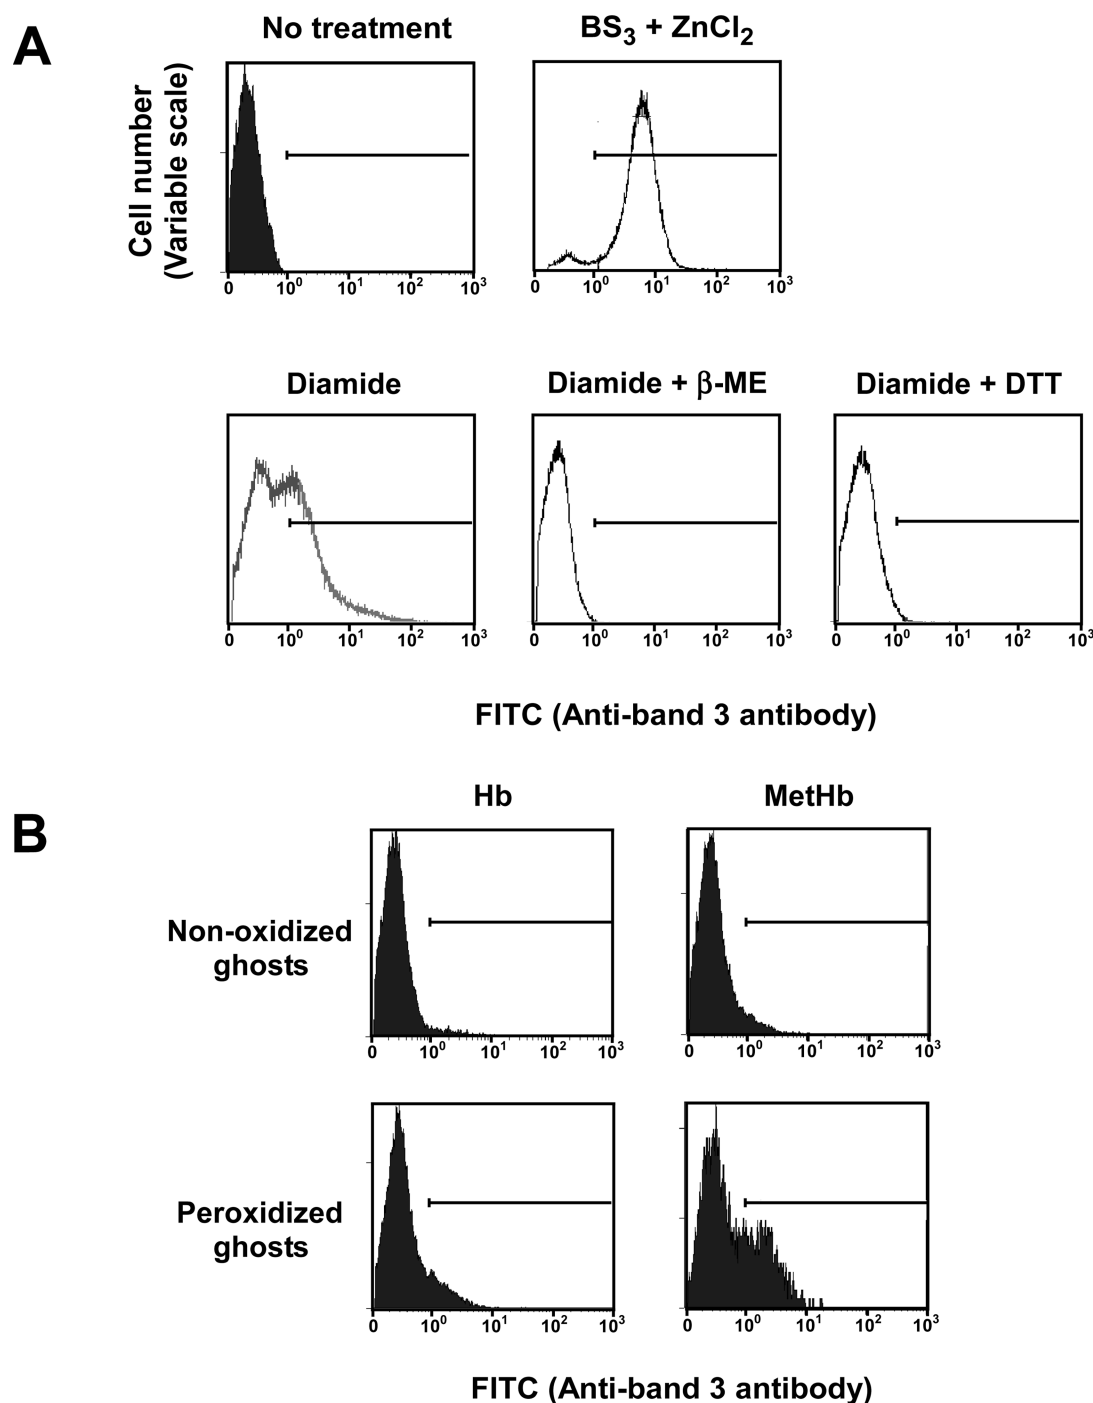 A
No treatment
BS3 + ZnCl2
Cell number
(Variable scale)
0 10^0 10^1 10^2 10^3
0 10^0 10^1 10^2 10^3
Diamide
Diamide + β-ME
Diamide + DTT
0 10^0 10^1 10^2 10^3
0 10^0 10^1 10^2 10^3
0 10^0 10^1 10^2 10^3
FITC (Anti-band 3 antibody)
B
Hb
MetHb
Non-oxidized
ghosts
0 10^0 10^1 10^2 10^3
0 10^0 10^1 10^2 10^3
Peroxidized
ghosts
0 10^0 10^1 10^2 10^3
0 10^0 10^1 10^2 10^3
FITC (Anti-band 3 antibody)